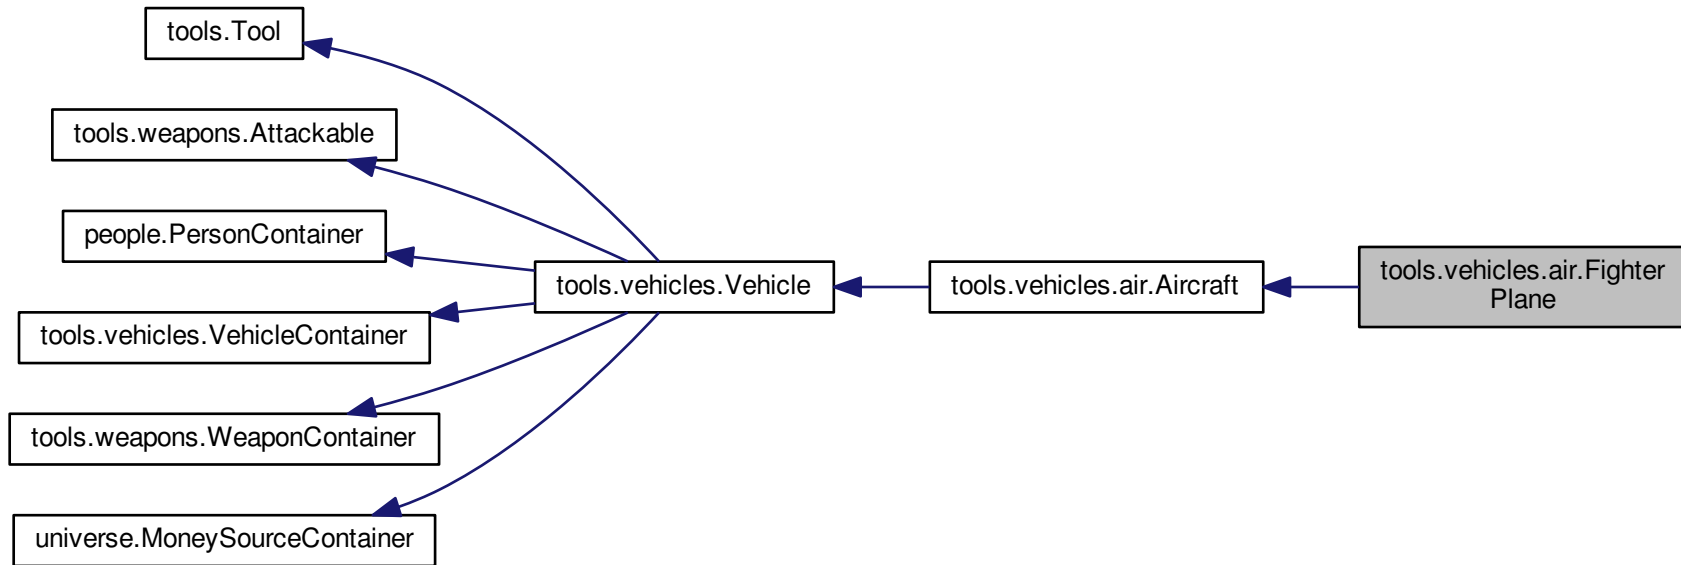 tools.Tool
tools.weapons.Attackable
people.PersonContainer
tools.vehicles.VehicleContainer
tools.weapons.WeaponContainer
universe.MoneySourceContainer
tools.vehicles.Vehicle
tools.vehicles.air.Aircraft
tools.vehicles.air.Fighter
Plane